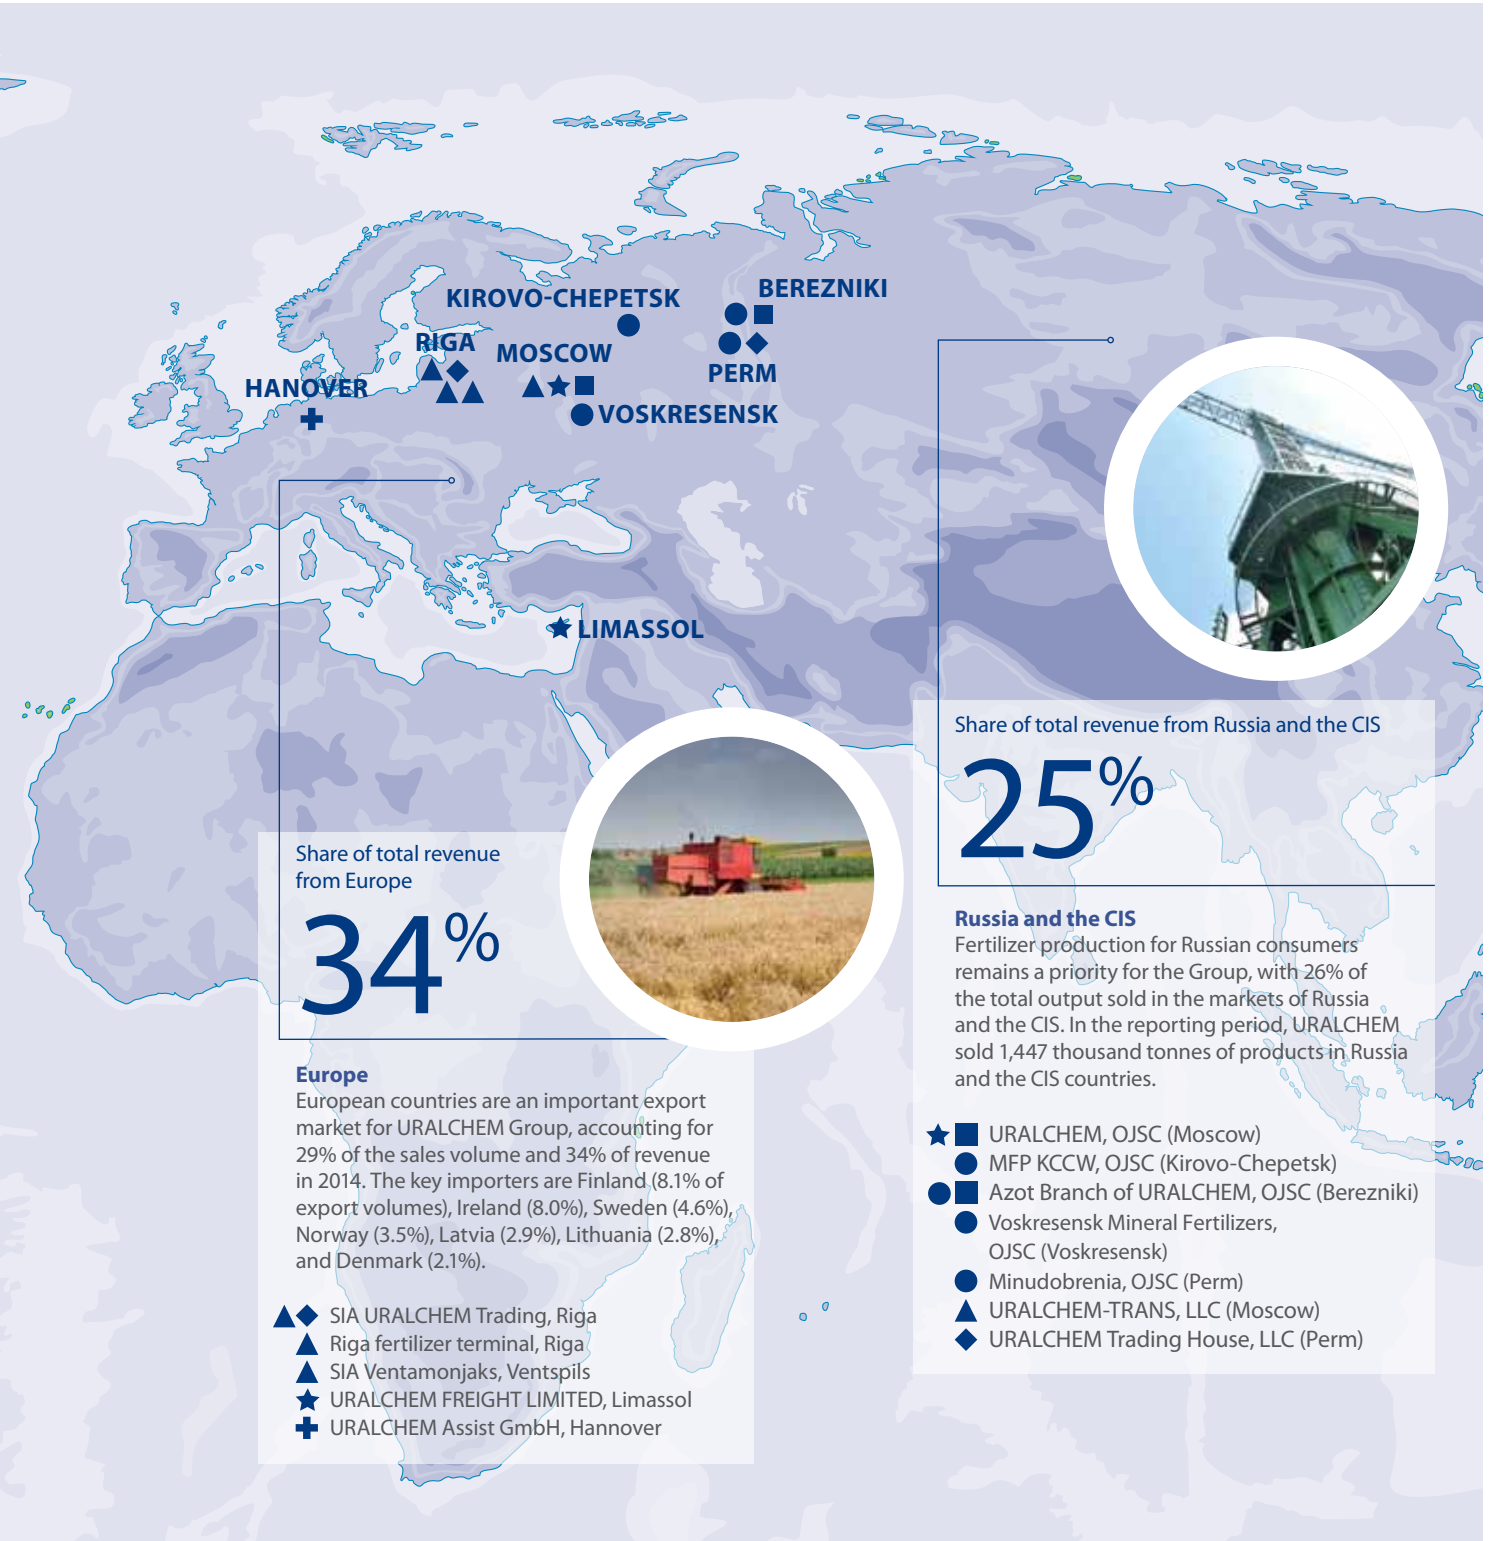 BEREZNIKI
KIROVO-CHEPETSK
RIGA
MOSCOW
PERM
HANOVER
VOSKRESENSK
LIMASSOL
Share of total revenue from Russia and the CIS
25%
Russia and the CIS
Fertilizer production for Russian consumers
remains a priority for the Group, with 26% of
the total output sold in the markets of Russia
and the CIS. In the reporting period, URALCHEM
sold 1,447 thousand tonnes of products in Russia
and the CIS countries.
URALCHEM, OJSC (Moscow)
MFP KCCW, OJSC (Kirovo-Chepetsk)
Azot Branch of URALCHEM, OJSC (Berezniki)
Voskresensk Mineral Fertilizers,
OJSC (Voskresensk)
Minudobrenia, OJSC (Perm)
URALCHEM-TRANS, LLC (Moscow)
URALCHEM Trading House, LLC (Perm)
Share of total revenue
from Europe
34%
Europe
European countries are an important export
market for URALCHEM Group, accounting for
29% of the sales volume and 34% of revenue
in 2014. The key importers are Finland (8.1% of
export volumes), Ireland (8.0%), Sweden (4.6%),
Norway (3.5%), Latvia (2.9%), Lithuania (2.8%),
and Denmark (2.1%).
SIA URALCHEM Trading, Riga
Riga fertilizer terminal, Riga
SIA Ventamonjaks, Ventspils
URALCHEM FREIGHT LIMITED, Limassol
URALCHEM Assist GmbH, Hannover